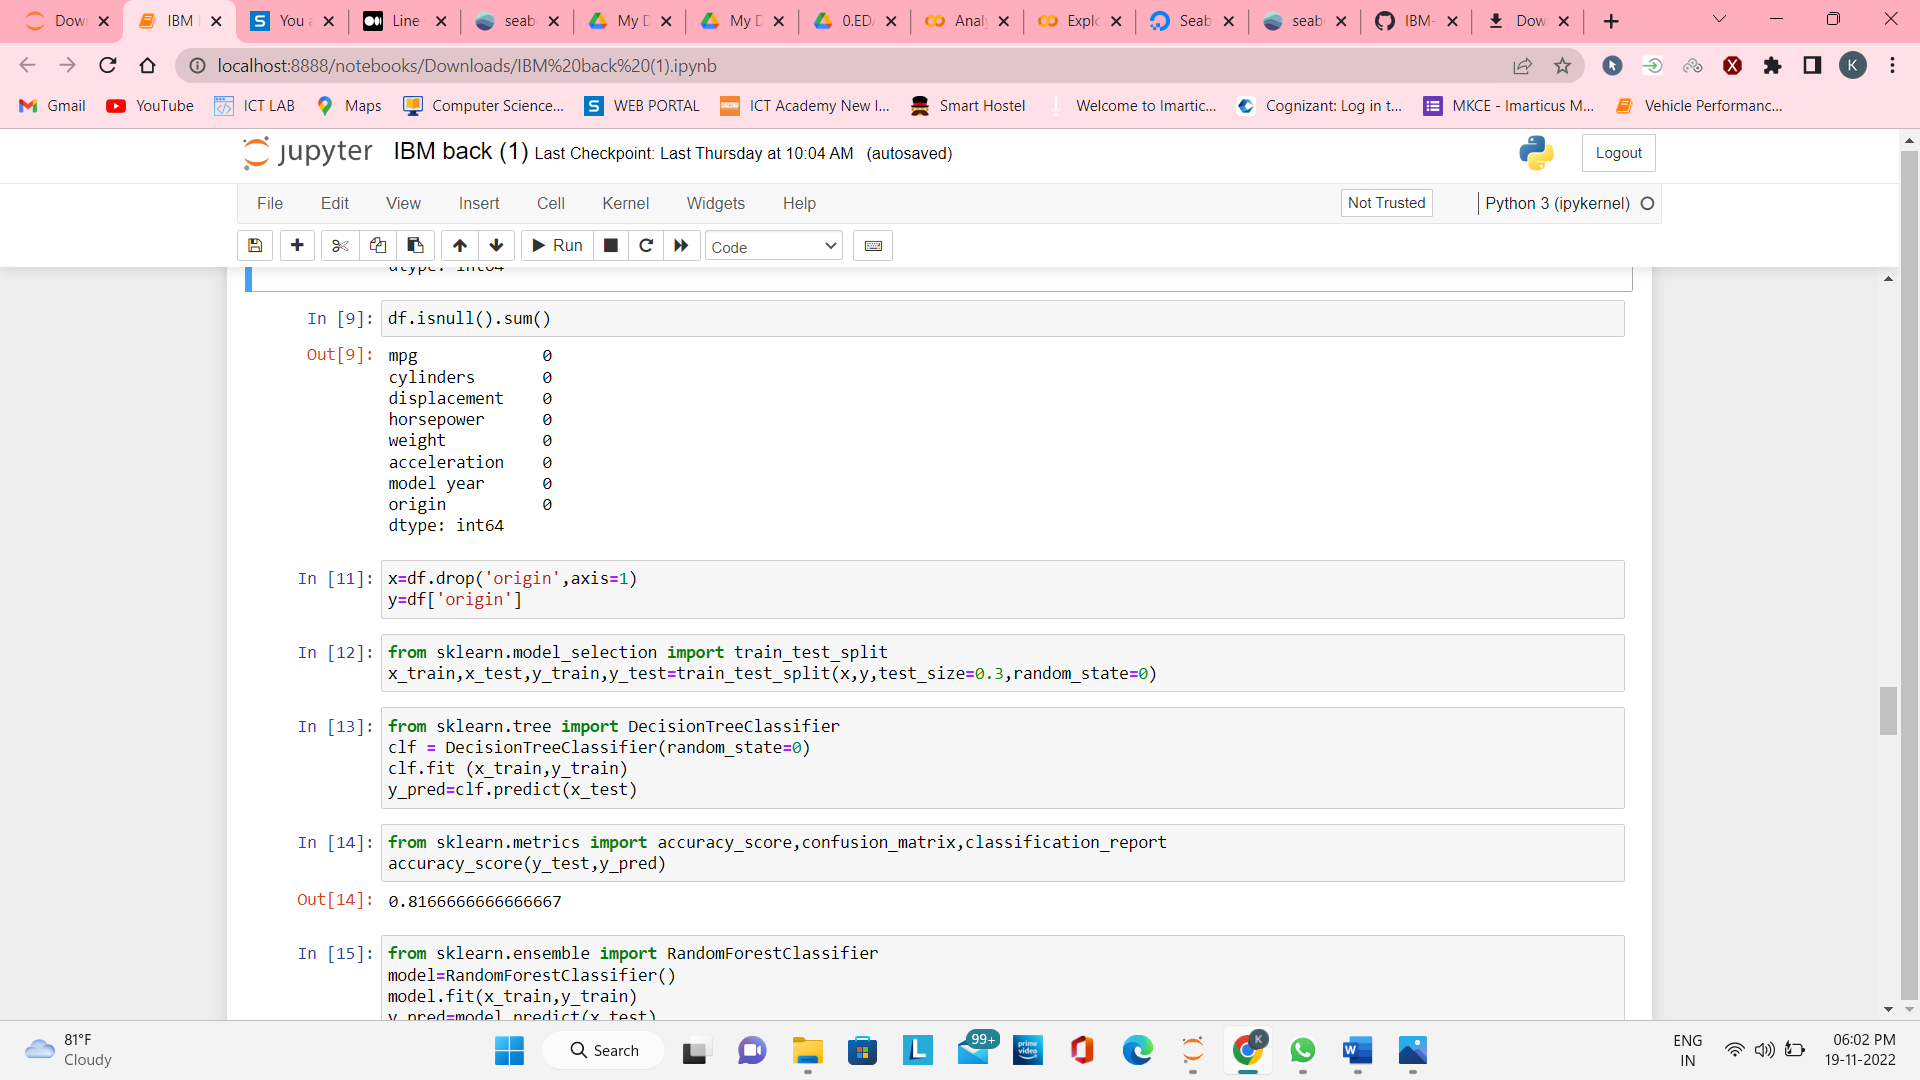 Dow
IBM
You a
Line
seab
My D
My D
0.ED
Anal
Explo
Seab
seab
IBM-
Dow
localhost:8888/notebooks/Downloads/IBM%20back%20(1).ipynb
K
Gmail
YouTube
ICT LAB
Maps
Computer Science...
WEB PORTAL
ICT Academy New I...
Smart Hostel
Welcome to Imartic...
Cognizant: Log in t...
MKCE - Imarticus M...
Vehicle Performanc...
jupyter IBM back (1) Last Checkpoint: Last Thursday at 10:04 AM (autosaved)
Logout
File Edit View Insert Cell Kernel Widgets Help
Not Trusted
Python 3 (ipykernel)
Run
Code
dtype: int64
In [9]: df.isnull().sum()
Out[9]: mpg 0
cylinders 0
displacement 0
horsepower 0
weight 0
acceleration 0
model year 0
origin 0
dtype: int64
In [11]: x=df.drop('origin',axis=1)
y=df['origin']
In [12]: from sklearn.model_selection import train_test_split
x_train,x_test,y_train,y_test=train_test_split(x,y,test_size=0.3,random_state=0)
In [13]: from sklearn.tree import DecisionTreeClassifier
clf = DecisionTreeClassifier(random_state=0)
clf.fit (x_train,y_train)
y_pred=clf.predict(x_test)
In [14]: from sklearn.metrics import accuracy_score,confusion_matrix,classification_report
accuracy_score(y_test,y_pred)
Out[14]: 0.8166666666666667
In [15]: from sklearn.ensemble import RandomForestClassifier
model=RandomForestClassifier()
model.fit(x_train,y_train)
y_pred=model.predict(x_test)
81°F
Cloudy
Search
99+
prime video
K
ENG
IN
06:02 PM
19-11-2022